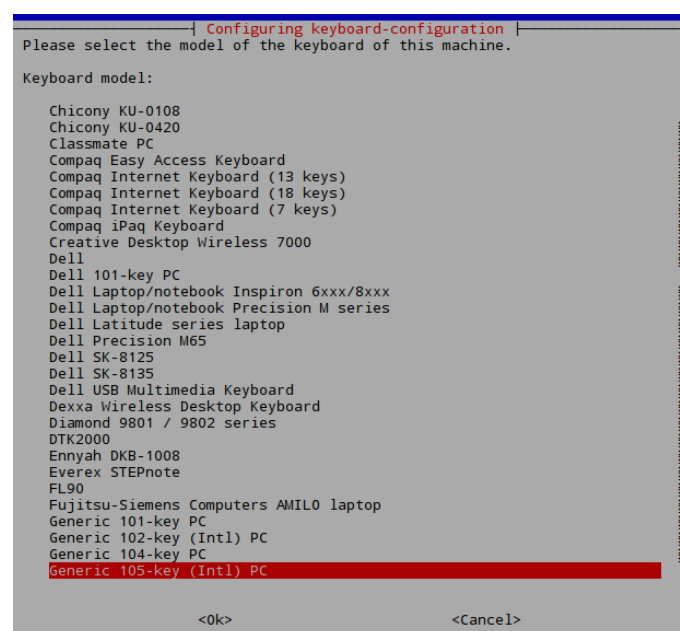 Configuring keyboard-configuration
Please select the model of the keyboard of this machine.
Keyboard model:
Chicony KU-0108
Chicony KU-0420
Classmate PC
Compaq Easy Access Keyboard
Compaq Internet Keyboard (13 keys)
Compaq Internet Keyboard (18 keys)
Compaq Internet Keyboard (7 keys)
Compaq iPaq Keyboard
Creative Desktop Wireless 7000
Dell
Dell 101-key PC
Dell Laptop/notebook Inspiron 6xxx/8xxx
Dell Laptop/notebook Precision M series
Dell Latitude series laptop
Dell Precision M65
Dell SK-8125
Dell SK-8135
Dell USB Multimedia Keyboard
Dexxa Wireless Desktop Keyboard
Diamond 9801 / 9802 series
DTK2000
Ennyah DKB-1008
Everex STEPnote
FL90
Fujitsu-Siemens Computers AMILO laptop
Generic 101-key PC
Generic 102-key (Intl) PC
Generic 104-key PC
Generic 105-key (Intl) PC
<Ok> <Cancel>